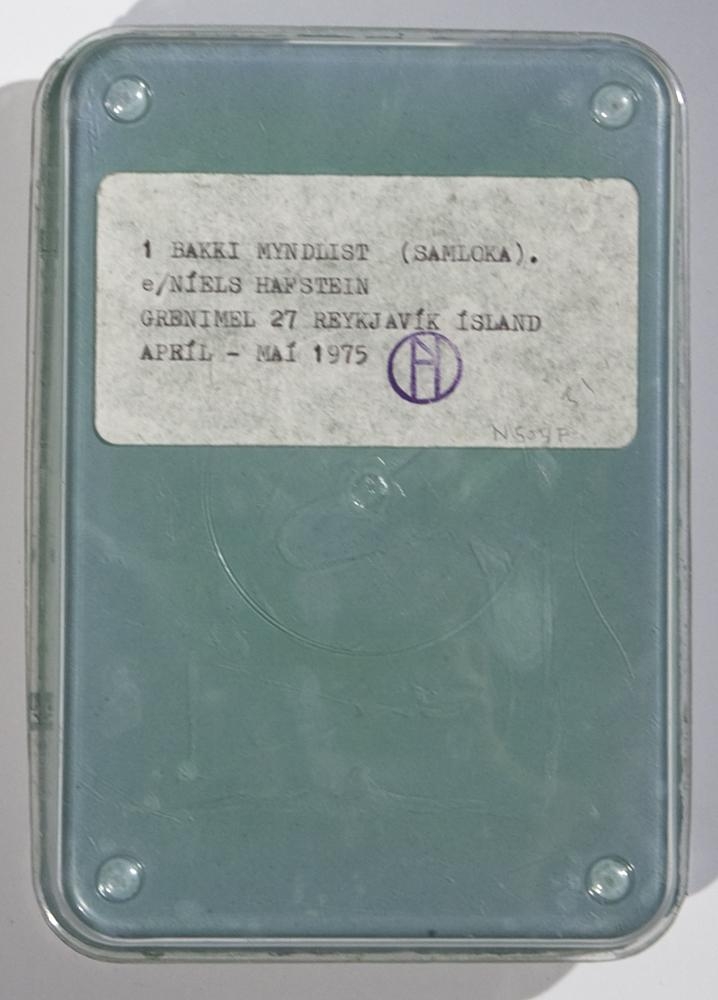 1 BAKKI MYNDLIST (SAMLOKA).
e/NÍELS HAFSTEIN
GRENIMEL 27 REYKJAVÍK ÍSLAND
APRÍL - MAÍ 1975